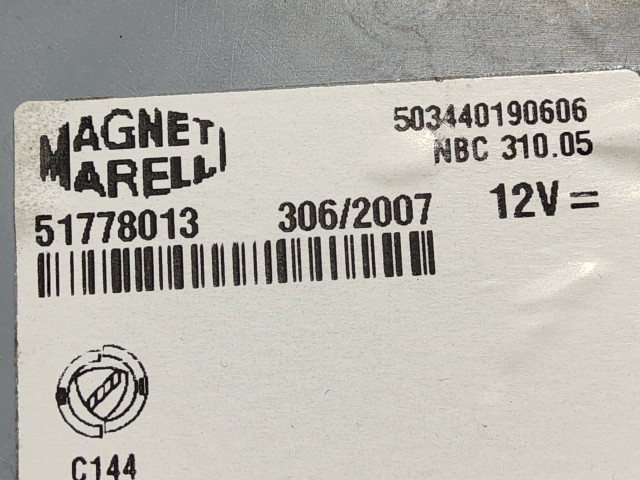 MAGNETI
MARELLI
503440190606
NBC 310.05
51778013 306/2007 12V =
C144